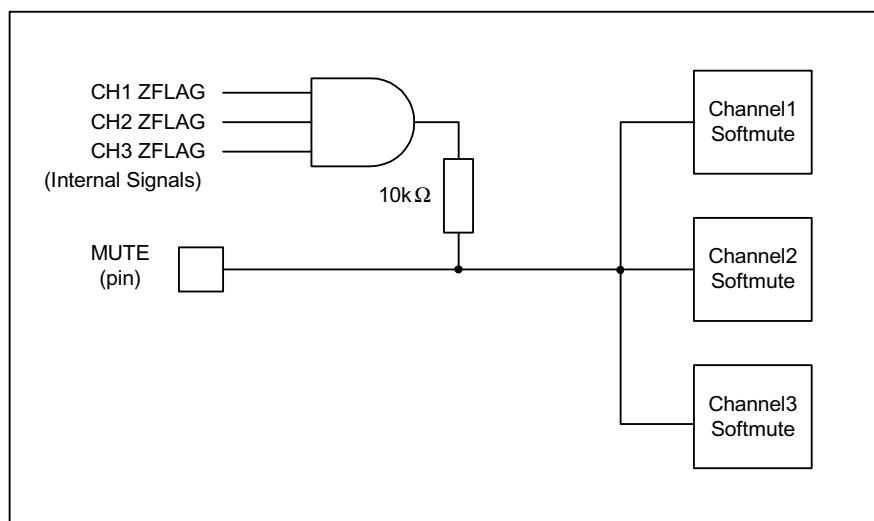 CH1 ZFLAG
CH2 ZFLAG
CH3 ZFLAG
(Internal Signals)
10kΩ
MUTE
(pin)
Channel1
Softmute
Channel2
Softmute
Channel3
Softmute